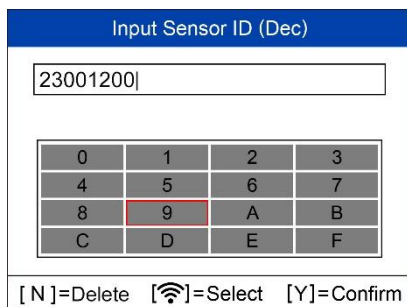 Input Sensor ID (Dec)
23001200
0 1 2 3
4 5 6 7
8 9 A B
C D E F
[ N ]=Delete [ ]=Select [Y]=Confirm